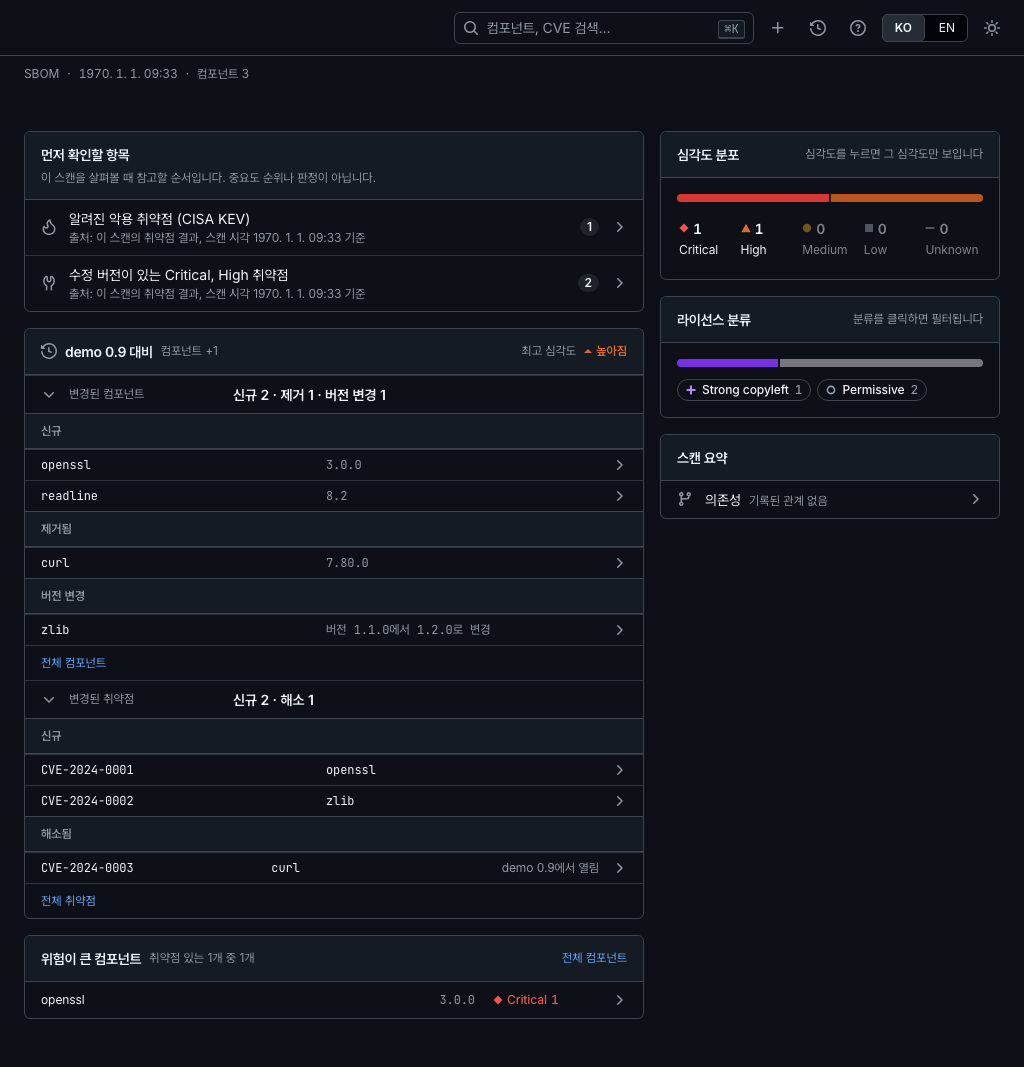 컴포넌트, CVE 검색...
⌘K
KO
EN
SBOM · 1970. 1. 1. 09:33 · 컴포넌트 3
먼저 확인할 항목
이 스캔을 살펴볼 때 참고할 순서입니다. 중요도 순위나 판정이 아닙니다.
알려진 악용 취약점 (CISA KEV)
출처: 이 스캔의 취약점 결과, 스캔 시각 1970. 1. 1. 09:33 기준
1
수정 버전이 있는 Critical, High 취약점
출처: 이 스캔의 취약점 결과, 스캔 시각 1970. 1. 1. 09:33 기준
2
demo 0.9 대비 컴포넌트 +1
최고 심각도 높아짐
변경된 컴포넌트 신규 2 · 제거 1 · 버전 변경 1
신규
openssl 3.0.0
readline 8.2
제거됨
curl 7.80.0
버전 변경
zlib 버전 1.1.0에서 1.2.0로 변경
전체 컴포넌트
변경된 취약점 신규 2 · 해소 1
신규
CVE-2024-0001 openssl
CVE-2024-0002 zlib
해소됨
CVE-2024-0003 curl demo 0.9에서 열림
전체 취약점
위험이 큰 컴포넌트 취약점 있는 1개 중 1개 전체 컴포넌트
openssl 3.0.0 Critical 1
심각도 분포 심각도를 누르면 그 심각도만 보입니다
1 1 0 0 0
Critical High Medium Low Unknown
라이선스 분류 분류를 클릭하면 필터됩니다
Strong copyleft 1 Permissive 2
스캔 요약
의존성 기록된 관계 없음